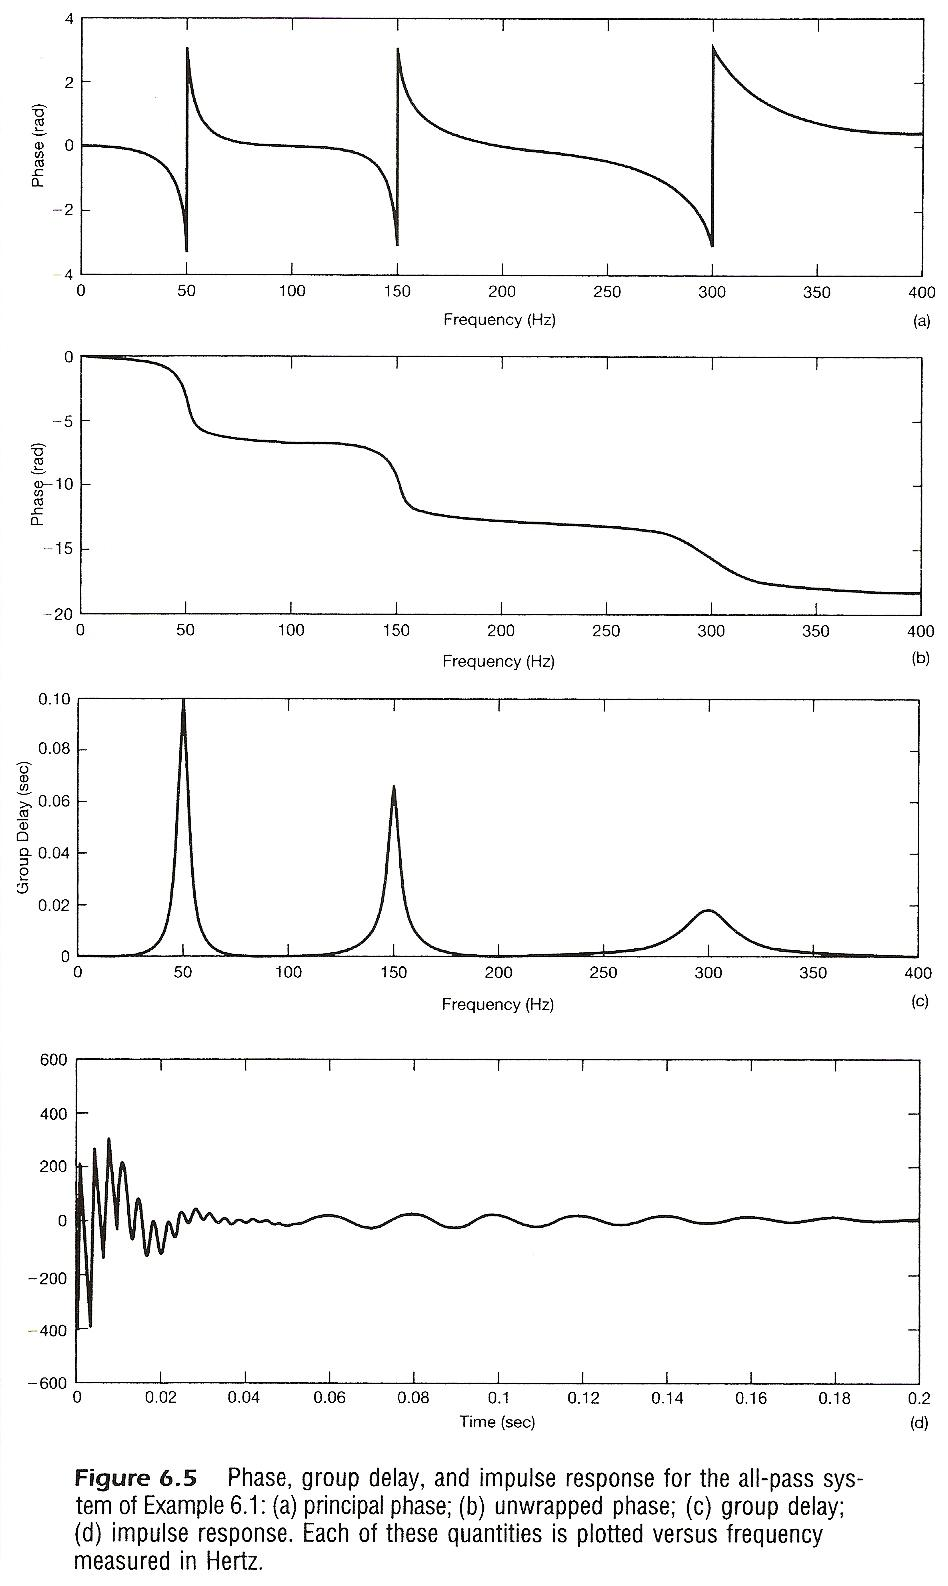 4
2
0
−2
−4
Phase (rad)
0 50 100 150 200 250 300 350 400
Frequency (Hz)
(a)
0
−5
−10
−15
−20
Phase (rad)
0 50 100 150 200 250 300 350 400
Frequency (Hz)
(b)
0.10
0.08
0.06
0.04
0.02
0
Group Delay (sec)
0 50 100 150 200 250 300 350 400
Frequency (Hz)
(c)
600
400
200
0
−200
−400
−600
0 0.02 0.04 0.06 0.08 0.1 0.12 0.14 0.16 0.18 0.2
Time (sec)
(d)
Figure 6.5 Phase, group delay, and impulse response for the all-pass sys-
tem of Example 6.1: (a) principal phase; (b) unwrapped phase; (c) group delay;
(d) impulse response. Each of these quantities is plotted versus frequency
measured in Hertz.